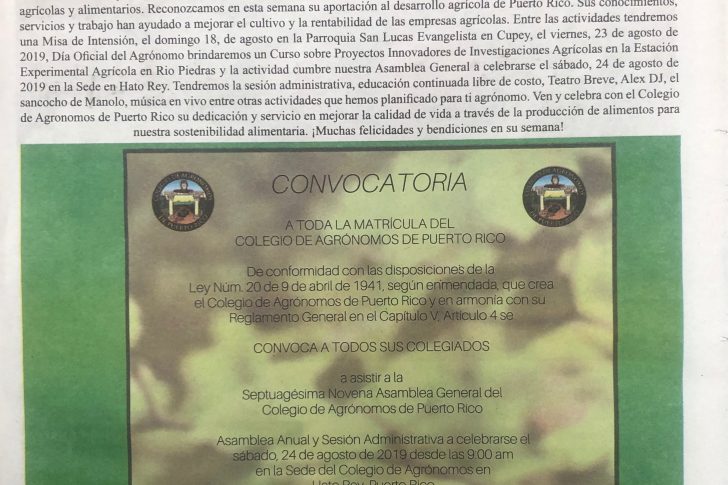 agrícolas y alimentarios. Reconozcamos en esta semana su aportación al desarrollo agrícola de Puerto Rico. Sus conocimientos,
servicios y trabajo han ayudado a mejorar el cultivo y la rentabilidad de las empresas agrícolas. Entre las actividades tendremos
una Misa de Intensión, el domingo 18, de agosto en la Parroquia San Lucas Evangelista en Cupey, el viernes, 23 de agosto de
2019, Día Oficial del Agrónomo brindaremos un Curso sobre Proyectos Innovadores de Investigaciones Agrícolas en la Estación
Experimental Agrícola en Rio Piedras y la actividad cumbre nuestra Asamblea General a celebrarse el sábado, 24 de agosto de
2019 en la Sede en Hato Rey. Tendremos la sesión administrativa, educación continuada libre de costo, Teatro Breve, Alex DJ, el
sancocho de Manolo, música en vivo entre otras actividades que hemos planificado para ti agrónomo. Ven y celebra con el Colegio
de Agronomos de Puerto Rico su dedicación y servicio en mejorar la calidad de vida a través de la producción de alimentos para
nuestra sostenibilidad alimentaria. ¡Muchas felicidades y bendiciones en su semana!
CONVOCATORIA
A TODA LA MATRÍCULA DEL
COLEGIO DE AGRÓNOMOS DE PUERTO RICO
De conformidad con las disposiciones de la
Ley Núm. 20 de 9 de abril de 1941, según enmendada, que crea
el Colegio de Agrónomos de Puerto Rico y en armonía con su
Reglamento General en el Capítulo V, Artículo 4 se
CONVOCA A TODOS SUS COLEGIADOS
a asistir a la
Septuagésima Novena Asamblea General del
Colegio de Agrónomos de Puerto Rico
Asamblea Anual y Sesión Administrativa a celebrarse el
sábado, 24 de agosto de 2019 desde las 9:00 am
en la Sede del Colegio de Agrónomos en
Hato Rey, Puerto Rico